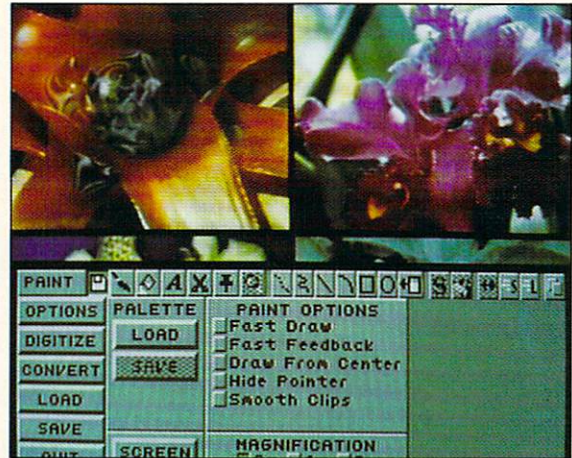 PAINT A S S L
OPTIONS PALETTE PAINT OPTIONS
LOAD Fast Draw
DIGITIZE Fast Feedback
SAVE Draw From Center
CONVERT Hide Pointer
LOAD Smooth Clips
SAVE
QUIT SCREEN MAGNIFICATION